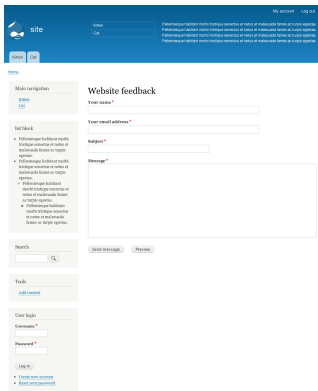 My account Log out
site
Kitten
Cat
Pellentesque habitant morbi tristique senectus et netus et malesuada fames ac turpis egestas.
Pellentesque habitant morbi tristique senectus et netus et malesuada fames ac turpis egestas.
Pellentesque habitant morbi tristique senectus et netus et malesuada fames ac turpis egestas.
Pellentesque habitant morbi tristique senectus et netus et malesuada fames ac turpis egestas.
Kitten Cat
Home
Main navigation
Kitten
Cat
list block
Pellentesque habitant morbi
tristique senectus et netus et
malesuada fames ac turpis
egestas.
Pellentesque habitant morbi
tristique senectus et netus et
malesuada fames ac turpis
egestas.
Pellentesque habitant
morbi tristique senectus et
netus et malesuada fames
ac turpis egestas.
Pellentesque habitant
morbi tristique senectus
et netus et malesuada
fames ac turpis egestas.
Search
Tools
Add content
User login
Username *
Password *
Log in
Create new account
Reset your password
Website feedback
Your name *
Your email address *
Subject *
Message *
Send message Preview